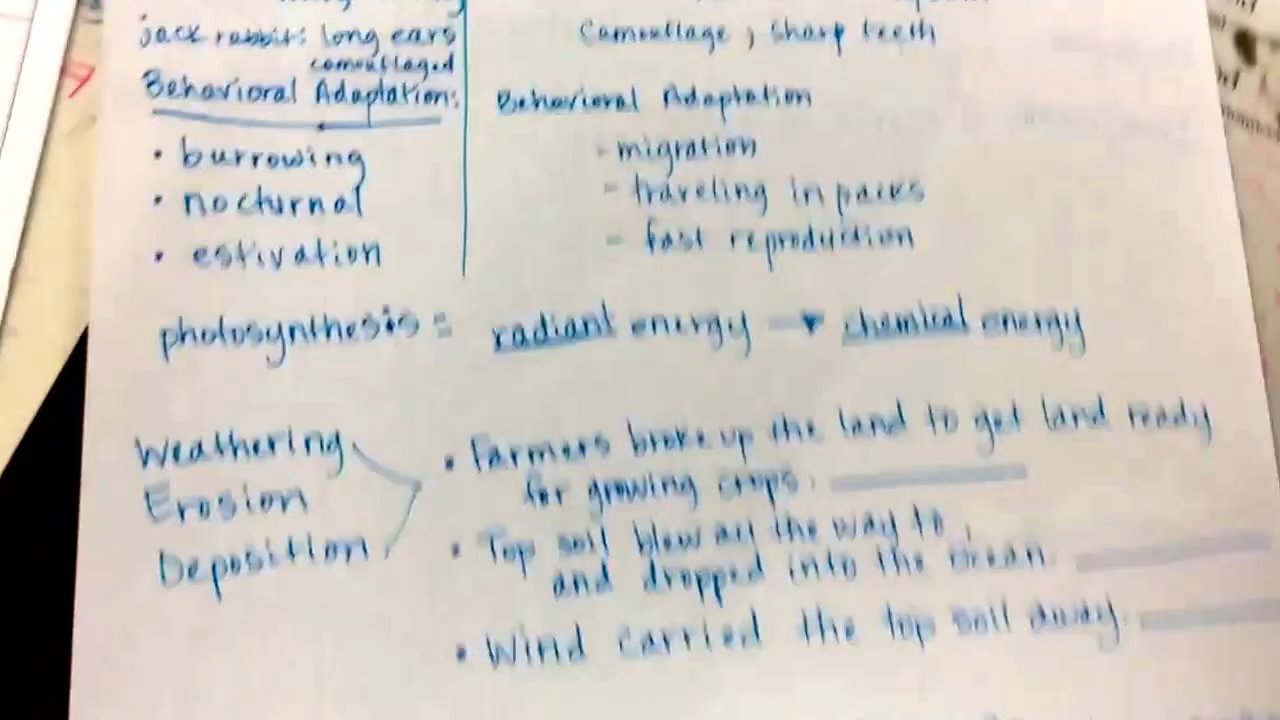 jack rabbit: long ears
camouflaged
Behavioral Adaptation:
• burrowing
• nocturnal
• estivation
camouflage, sharp teeth
Behavioral Adaptation
- migration
- traveling in packs
- fast reproduction
photosynthesis = radiant energy → chemical energy
Weathering
Erosion
Deposition
• Farmers broke up the land to get land ready
for growing crops.
• Top soil blew all the way to,
and dropped into the ocean.
• Wind carried the top soil away.